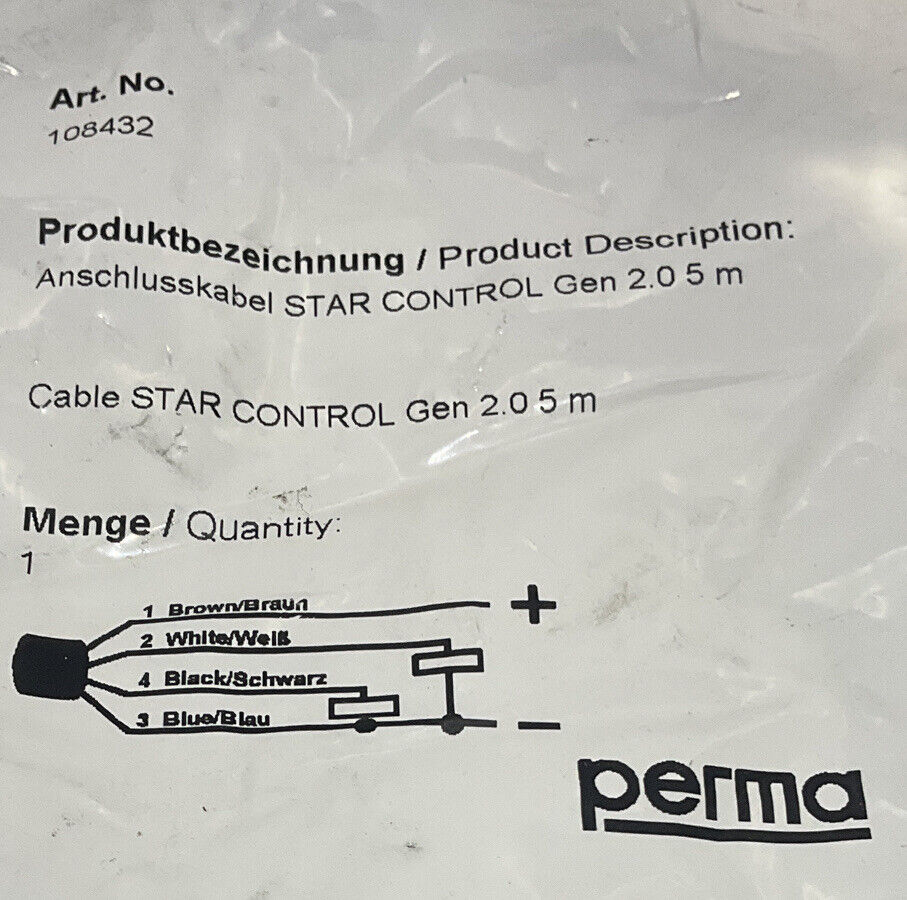 Art. No.
108432
Produktbezeichnung / Product Description:
Anschlusskabel STAR CONTROL Gen 2.0 5 m
Cable STAR CONTROL Gen 2.0 5 m
Menge / Quantity:
1
1 Brown/Braun +
2 White/Weiß
4 Black/Schwarz
3 Blue/Blau −
perma